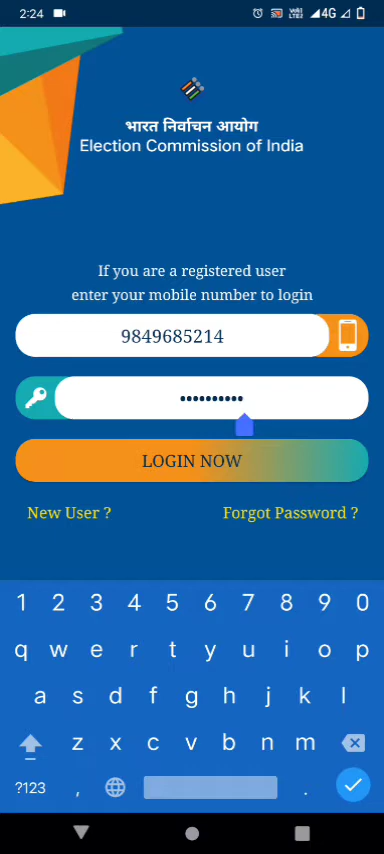 2:24 Vo)) LTE2 4G
भारत निर्वाचन आयोग
Election Commission of India
If you are a registered user
enter your mobile number to login
9849685214
••••••••••
LOGIN NOW
New User ? Forgot Password ?
1 2 3 4 5 6 7 8 9 0
q w e r t y u i o p
a s d f g h j k l
z x c v b n m
?123 , .